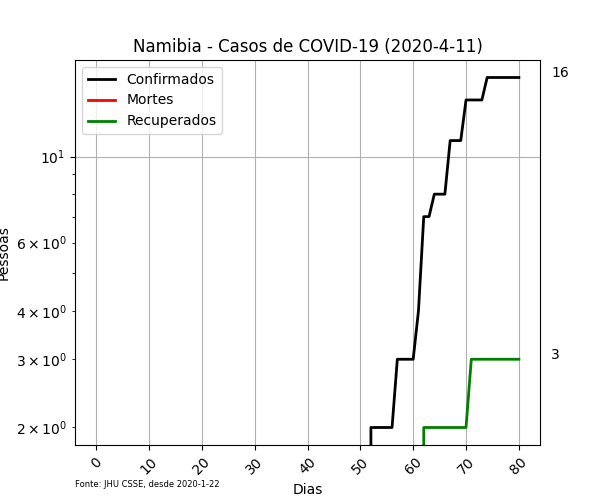 Namibia - Casos de COVID-19 (2020-4-11)
Confirmados
Mortes
Recuperados
16
3
10¹
6 × 10⁰
4 × 10⁰
3 × 10⁰
2 × 10⁰
Pessoas
0 10 20 30 40 50 60 70 80
Dias
Fonte: JHU CSSE, desde 2020-1-22